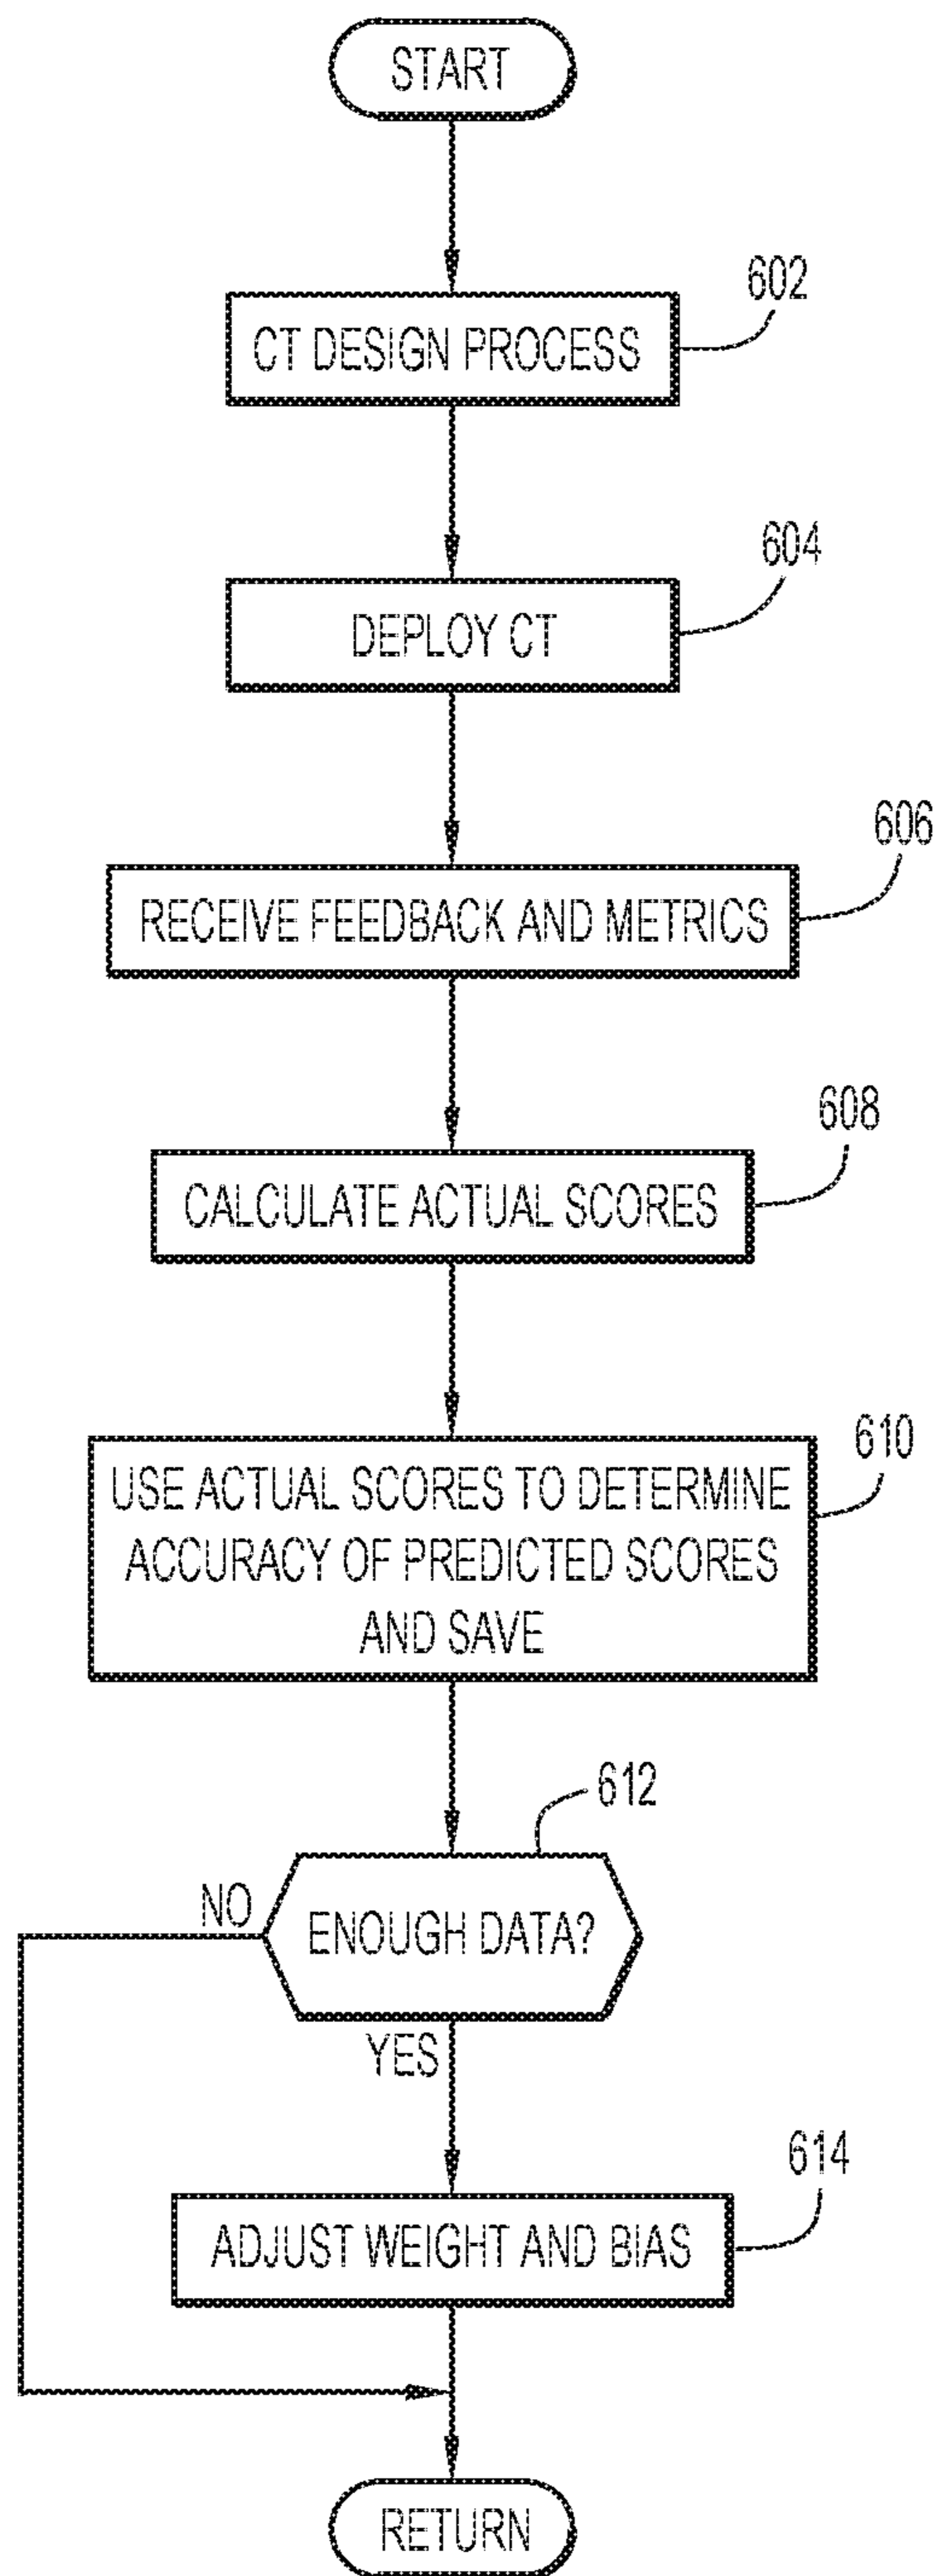 START
602
CT DESIGN PROCESS
604
DEPLOY CT
606
RECEIVE FEEDBACK AND METRICS
608
CALCULATE ACTUAL SCORES
610
USE ACTUAL SCORES TO DETERMINE
ACCURACY OF PREDICTED SCORES
AND SAVE
612
NO
ENOUGH DATA?
YES
614
ADJUST WEIGHT AND BIAS
RETURN